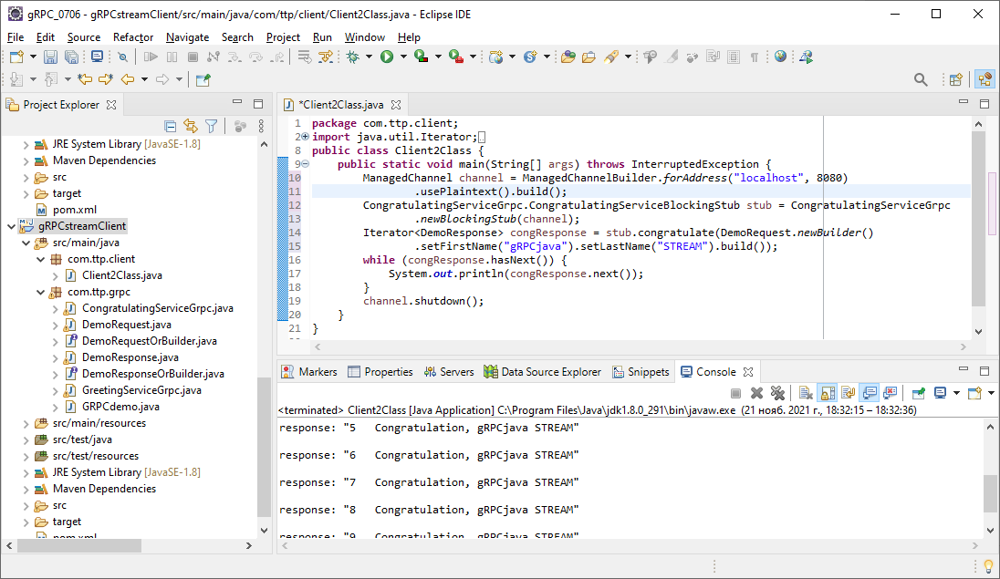 gRPC_0706 - gRPCstreamClient/src/main/java/com/ttp/client/Client2Class.java - Eclipse IDE
File Edit Source Refactor Navigate Search Project Run Window Help
Project Explorer
JRE System Library [JavaSE-1.8]
Maven Dependencies
src
target
pom.xml
gRPCstreamClient
src/main/java
com.ttp.client
Client2Class.java
com.ttp.grpc
CongratulatingServiceGrpc.java
DemoRequest.java
DemoRequestOrBuilder.java
DemoResponse.java
DemoResponseOrBuilder.java
GreetingServiceGrpc.java
GRPCdemo.java
src/main/resources
src/test/java
src/test/resources
JRE System Library [JavaSE-1.8]
Maven Dependencies
src
target
pom.xml
*Client2Class.java
1 package com.ttp.client;
2 import java.util.Iterator;
8 public class Client2Class {
9 public static void main(String[] args) throws InterruptedException {
10 ManagedChannel channel = ManagedChannelBuilder.forAddress("localhost", 8080)
11 .usePlaintext().build();
12 CongratulatingServiceGrpc.CongratulatingServiceBlockingStub stub = CongratulatingServiceGrpc
13 .newBlockingStub(channel);
14 Iterator<DemoResponse> congResponse = stub.congratulate(DemoRequest.newBuilder()
15 .setFirstName("gRPCjava").setLastName("STREAM").build());
16 while (congResponse.hasNext()) {
17 System.out.println(congResponse.next());
18 }
19 channel.shutdown();
20 }
21 }
Markers Properties Servers Data Source Explorer Snippets Console
<terminated> Client2Class [Java Application] C:\Program Files\Java\jdk1.8.0_291\bin\javaw.exe (21 нояб. 2021 г., 18:32:15 – 18:32:36)
response: "5 Congratulation, gRPCjava STREAM"
response: "6 Congratulation, gRPCjava STREAM"
response: "7 Congratulation, gRPCjava STREAM"
response: "8 Congratulation, gRPCjava STREAM"
response: "9 Congratulation, gRPCjava STREAM"